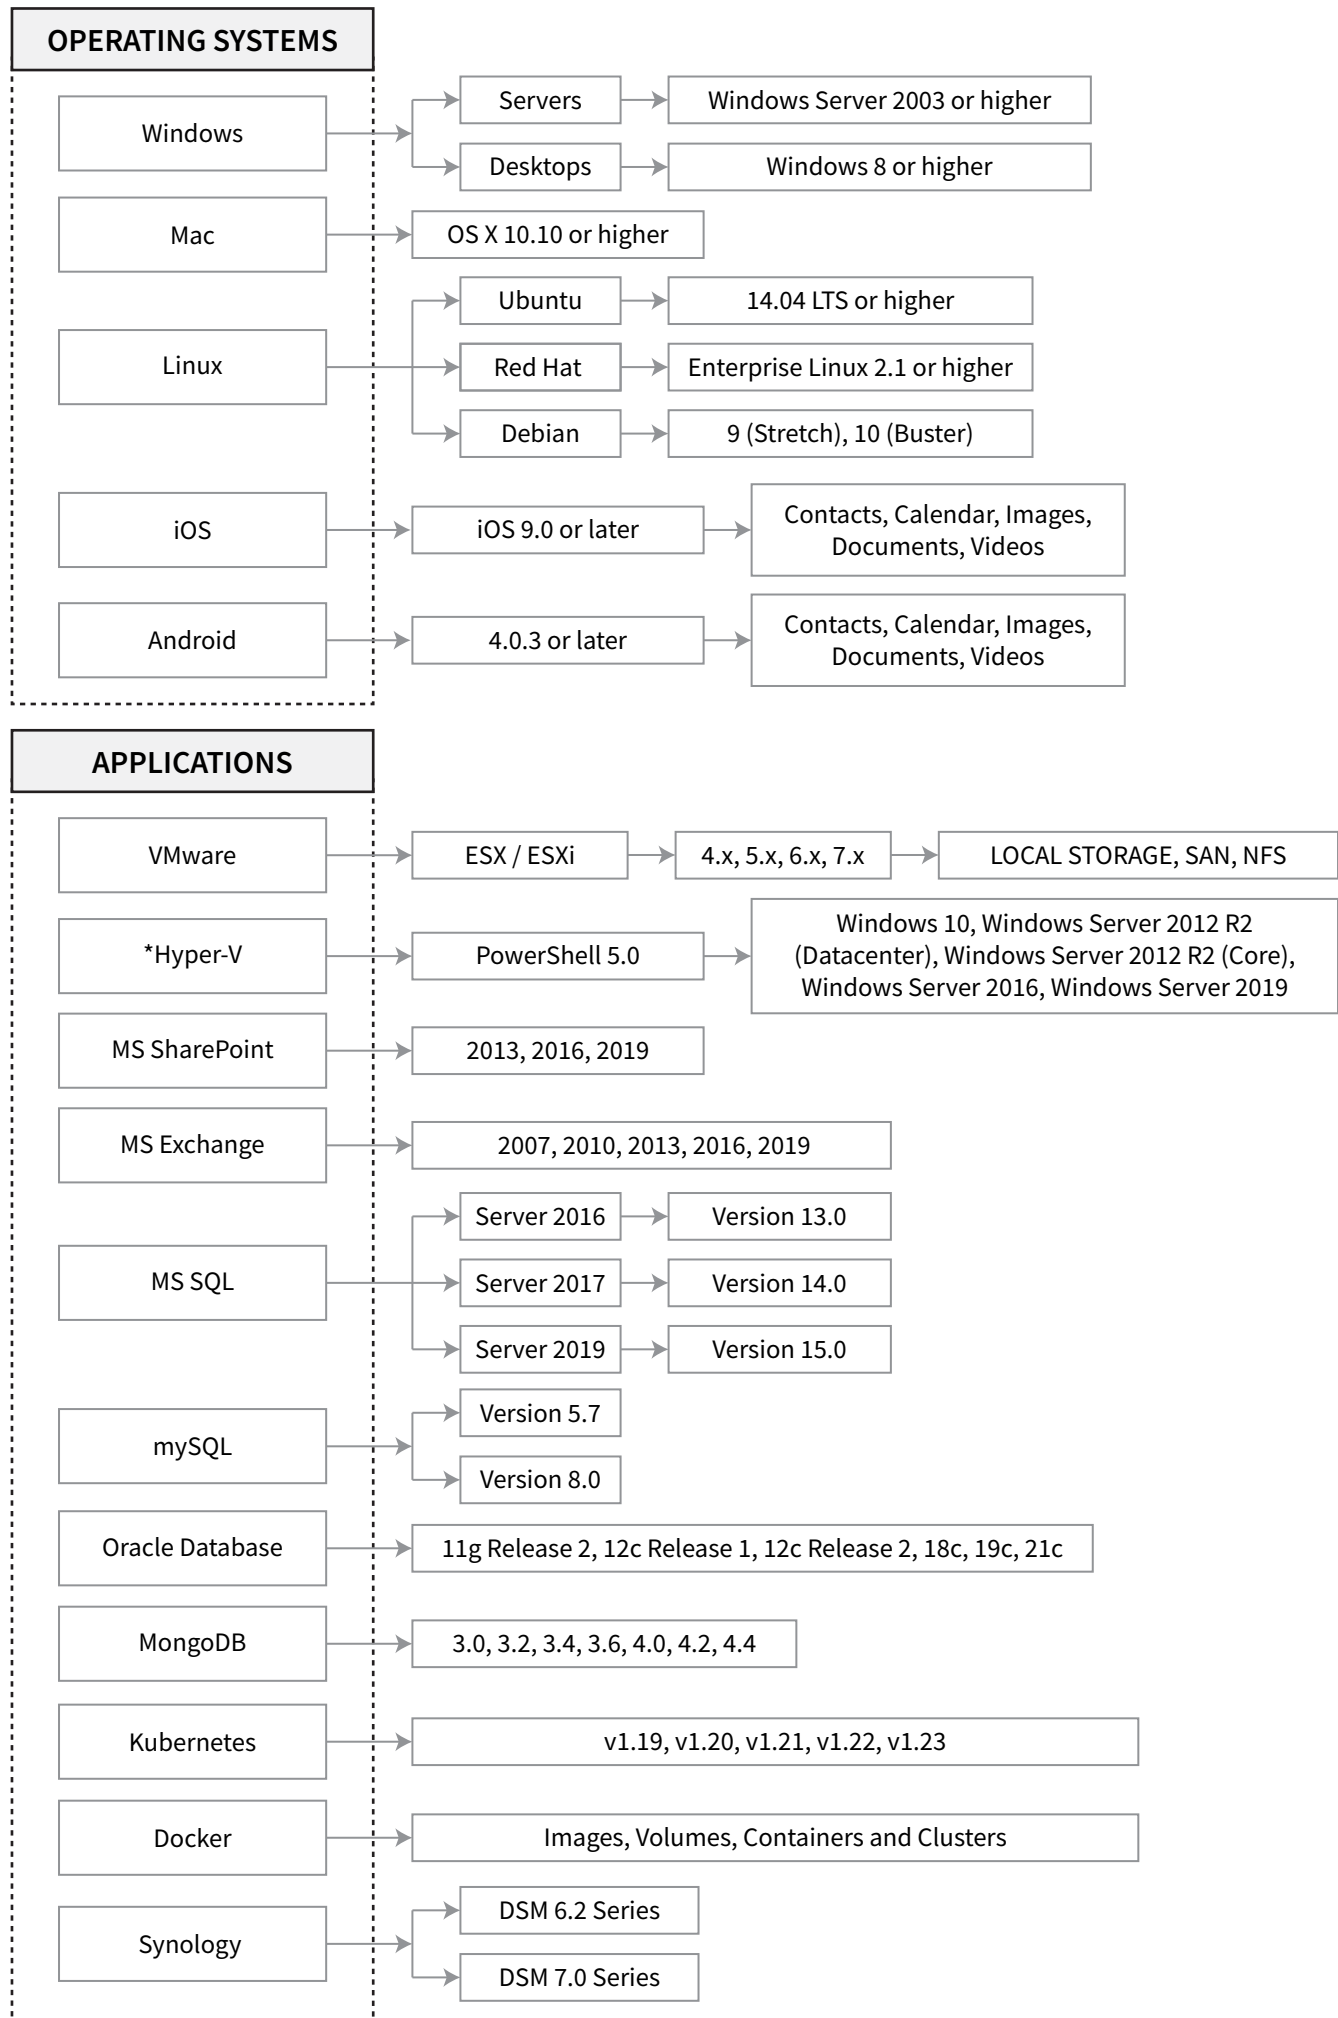 OPERATING SYSTEMS
Windows
Servers
Windows Server 2003 or higher
Desktops
Windows 8 or higher
Mac
OS X 10.10 or higher
Linux
Ubuntu
14.04 LTS or higher
Red Hat
Enterprise Linux 2.1 or higher
Debian
9 (Stretch), 10 (Buster)
iOS
iOS 9.0 or later
Contacts, Calendar, Images,
Documents, Videos
Android
4.0.3 or later
Contacts, Calendar, Images,
Documents, Videos
APPLICATIONS
VMware
ESX / ESXi
4.x, 5.x, 6.x, 7.x
LOCAL STORAGE, SAN, NFS
*Hyper-V
PowerShell 5.0
Windows 10, Windows Server 2012 R2
(Datacenter), Windows Server 2012 R2 (Core),
Windows Server 2016, Windows Server 2019
MS SharePoint
2013, 2016, 2019
MS Exchange
2007, 2010, 2013, 2016, 2019
MS SQL
Server 2016
Version 13.0
Server 2017
Version 14.0
Server 2019
Version 15.0
mySQL
Version 5.7
Version 8.0
Oracle Database
11g Release 2, 12c Release 1, 12c Release 2, 18c, 19c, 21c
MongoDB
3.0, 3.2, 3.4, 3.6, 4.0, 4.2, 4.4
Kubernetes
v1.19, v1.20, v1.21, v1.22, v1.23
Docker
Images, Volumes, Containers and Clusters
Synology
DSM 6.2 Series
DSM 7.0 Series